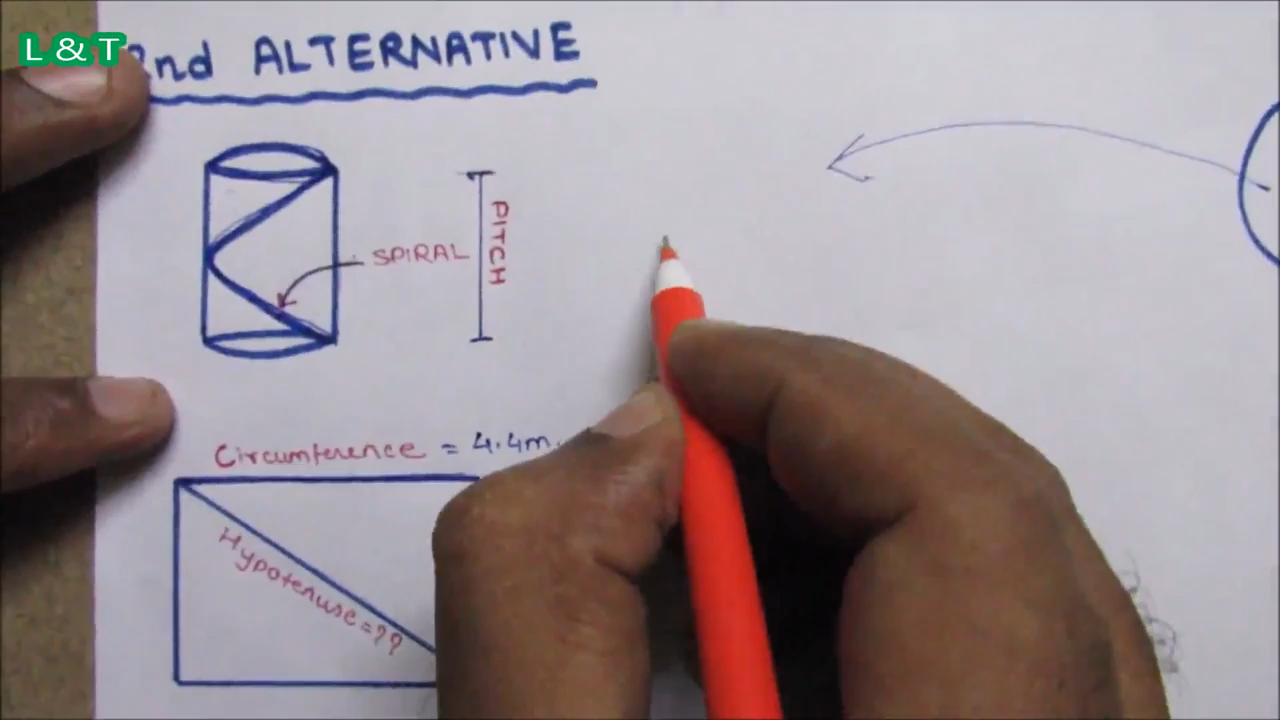 L & T
2nd ALTERNATIVE
SPIRAL
PITCH
Circumference = 4.4m
Hypotenuse = ??